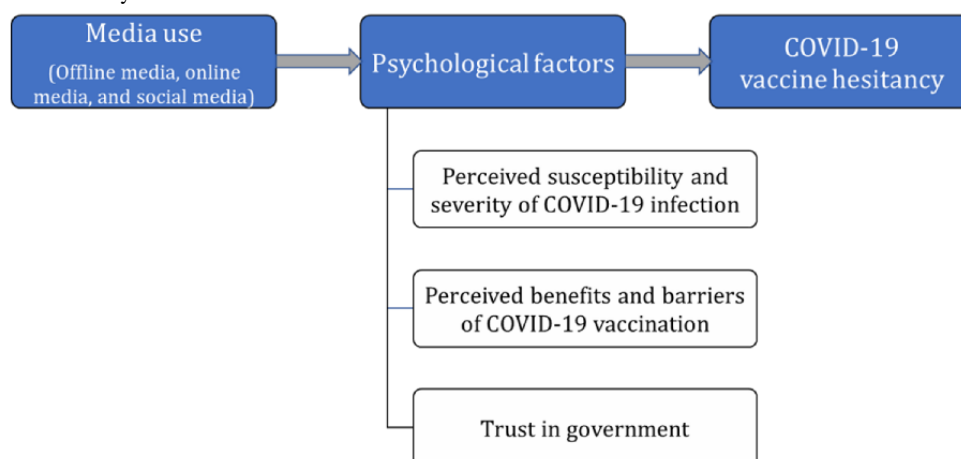 Media use
(Offline media, online
media, and social media)
Psychological factors
COVID-19
vaccine hesitancy
Perceived susceptibility and
severity of COVID-19 infection
Perceived benefits and barriers
of COVID-19 vaccination
Trust in government